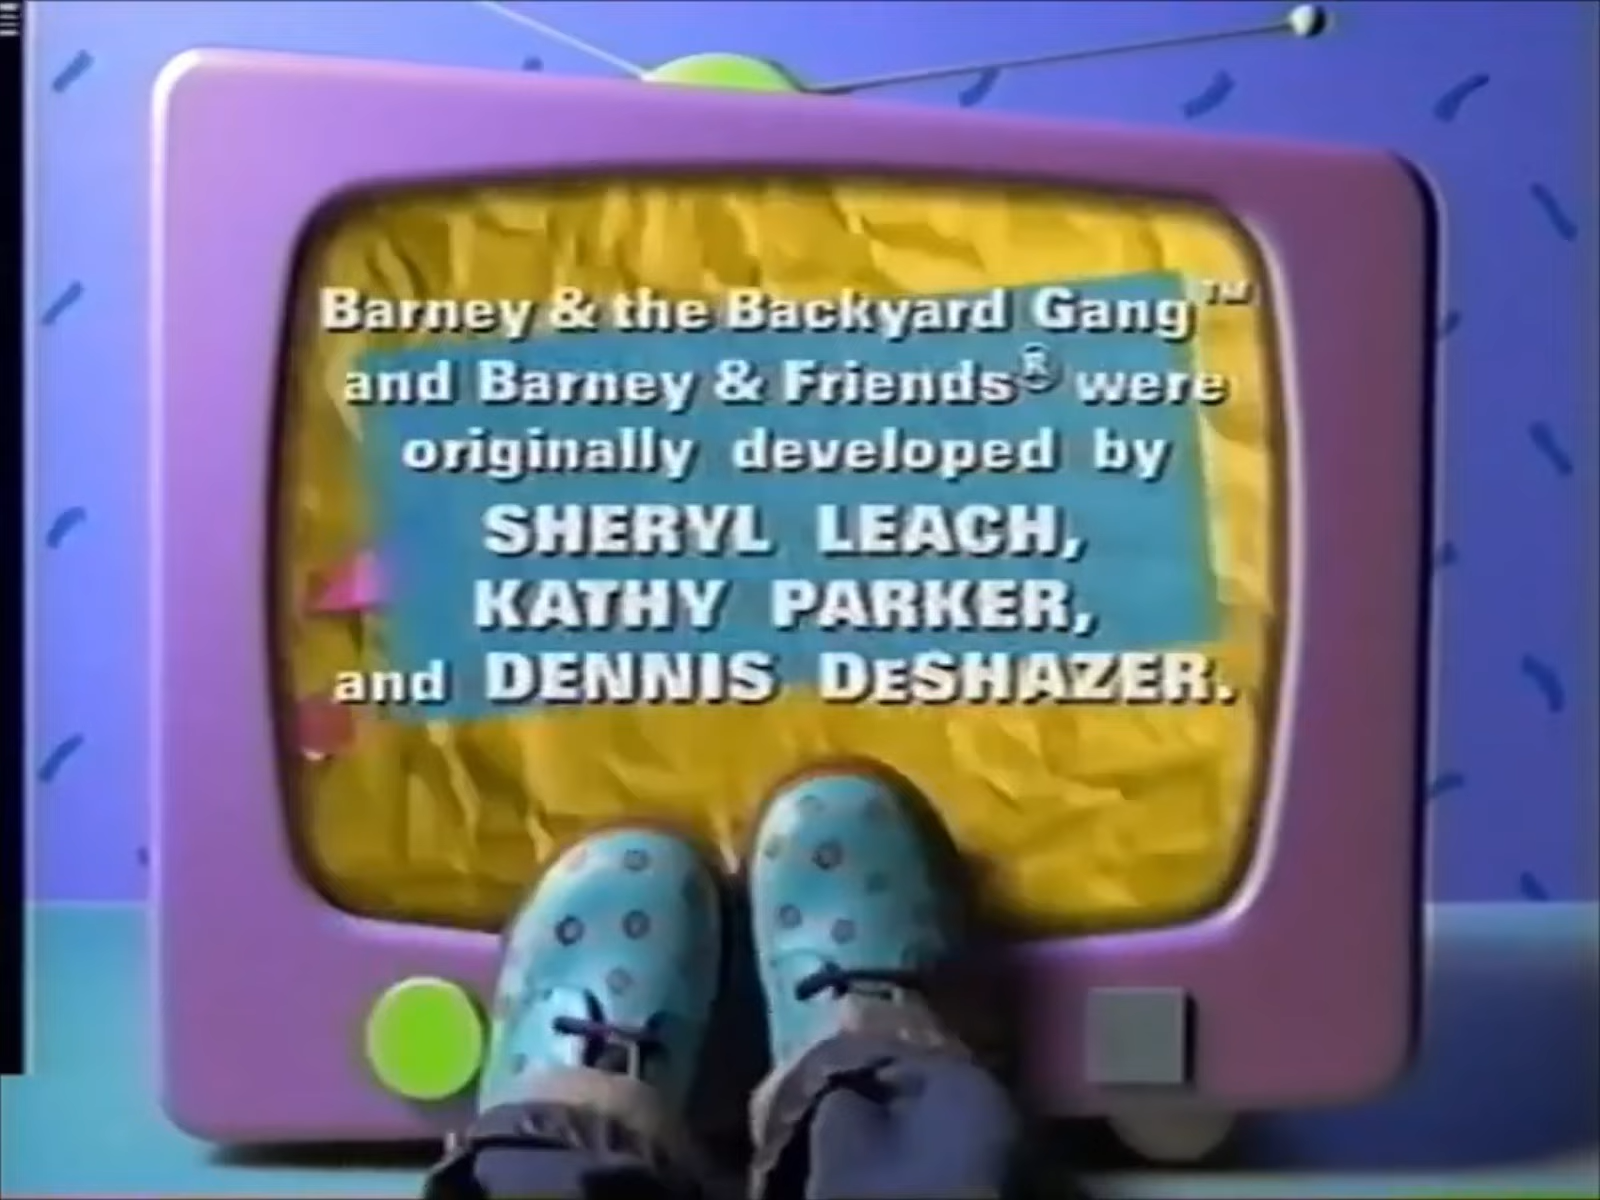 Barney & the Backyard Gang™
and Barney & Friends® were
originally developed by
SHERYL LEACH,
KATHY PARKER,
and DENNIS DeSHAZER.